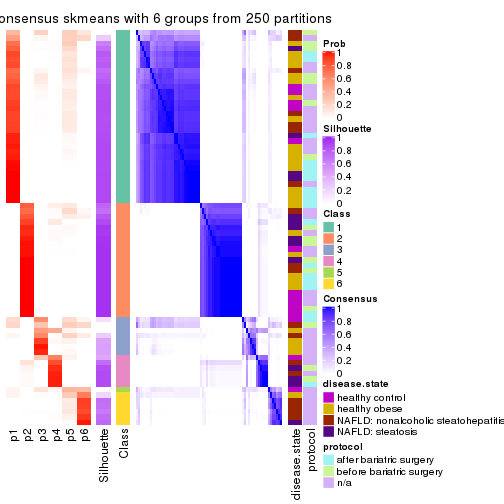 onsensus skmeans with 6 groups from 250 partitions
Prob
0.8
0.6
0.4
0.2
0
Silhouette
1
0.8
0.6
0.4
0.2
0
Class
1
2
3
4
5
6
Consensus
1
0.8
0.6
0.4
0.2
0
disease.state
healthy control
healthy obese
NAFLD: nonalcoholic steatohepatitis
NAFLD: steatosis
protocol
after bariatric surgery
before bariatric surgery
n/a
p1
p2
p3
p4
p5
p6
Silhouette
Class
disease.state
protocol